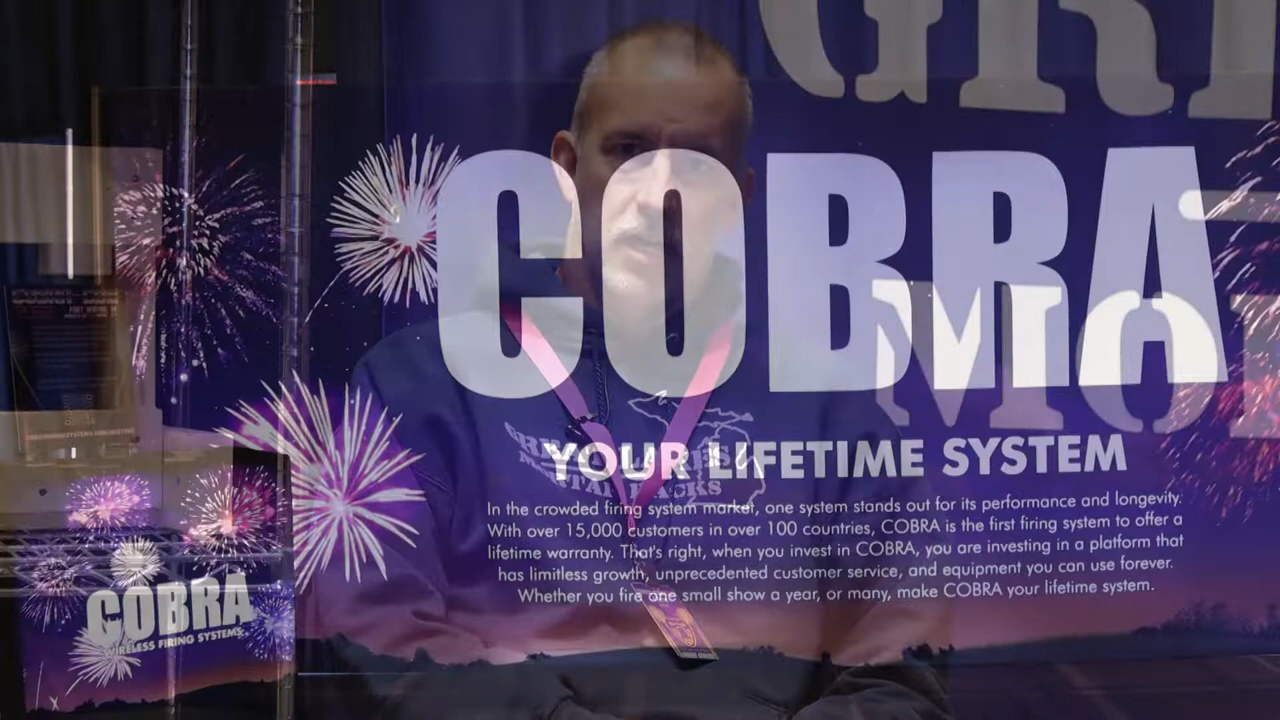 GRI
COBRA
MO
YOUR LIFETIME SYSTEM
In the crowded firing system market, one system stands out for its performance and longevity.
With over 15,000 customers in over 100 countries, COBRA is the first firing system to offer a
lifetime warranty. That's right, when you invest in COBRA, you are investing in a platform that
has limitless growth, unprecedented customer service, and equipment you can use forever.
Whether you fire one small show a year, or many, make COBRA your lifetime system.
COBRA
WIRELESS FIRING SYSTEMS